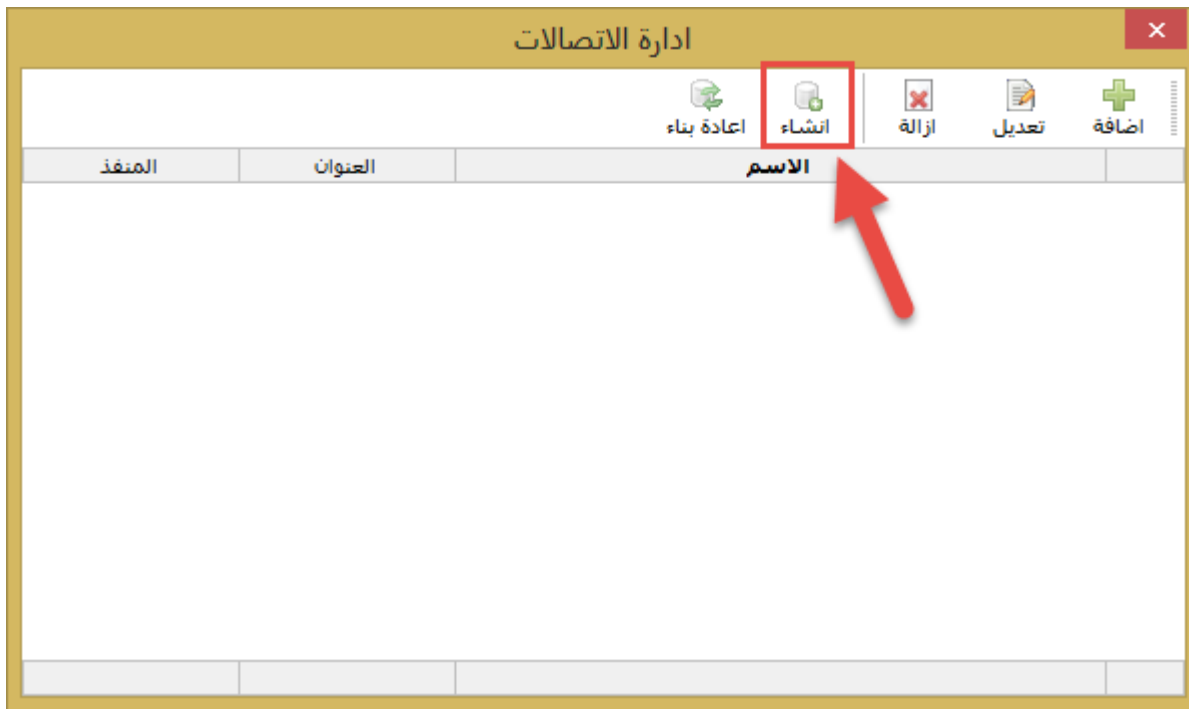 ادارة الاتصالات
اضافة تعديل ازالة انشاء اعادة بناء
الاسم العنوان المنفذ